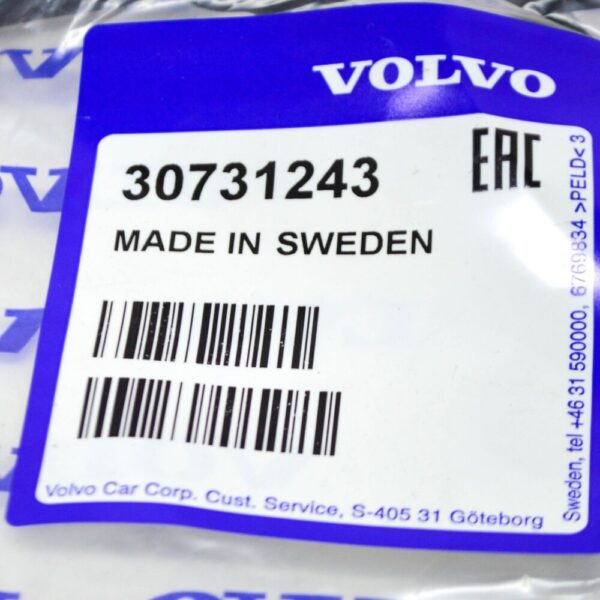 VOLVO
30731243
EAC
MADE IN SWEDEN
Volvo Car Corp. Cust. Service, S-405 31 Göteborg
Sweden, tel +46 31 590000, 6769834 >PELD< 3